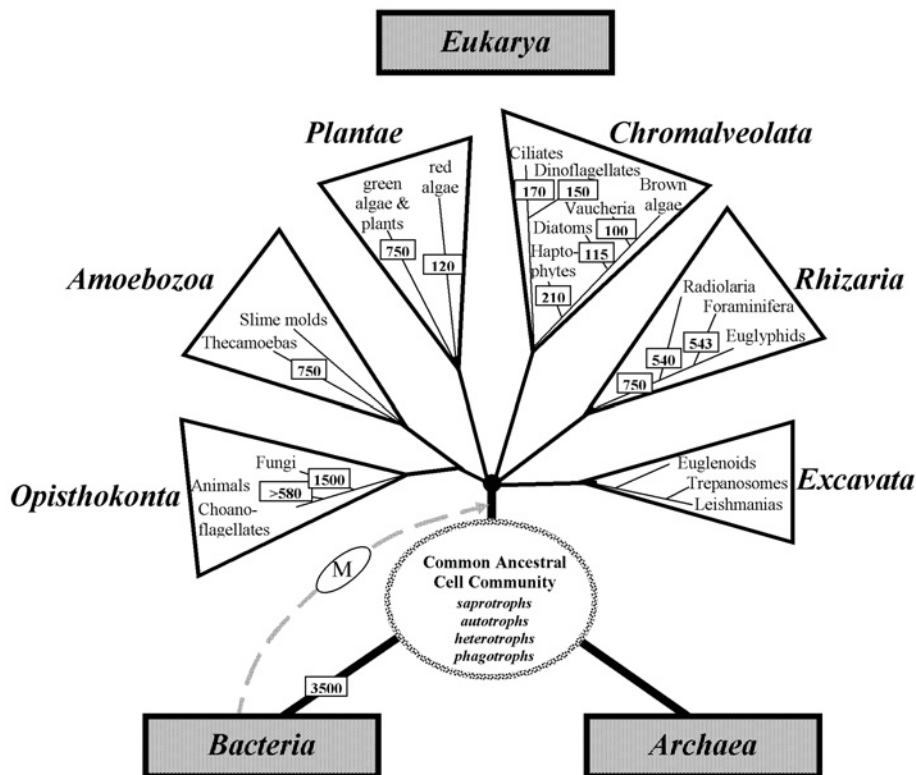 Eukarya
Plantae
Chromalveolata
Ciliates
Dinoflagellates
170
150
Brown
algae
Vaucheria
100
Diatoms
115
Hapto-
phytes
210
green
algae &
plants
750
red
algae
120
Amoebozoa
Slime molds
Thecamoebas
750
Rhizaria
Radiolaria
Foraminifera
Euglyphids
540
543
750
Opisthokonta
Fungi
1500
Animals
>580
Choano-
flagellates
Excavata
Euglenoids
Trepanosomes
Leishmanias
M
Common Ancestral
Cell Community
saprotrophs
autotrophs
heterotrophs
phagotrophs
3500
Bacteria
Archaea